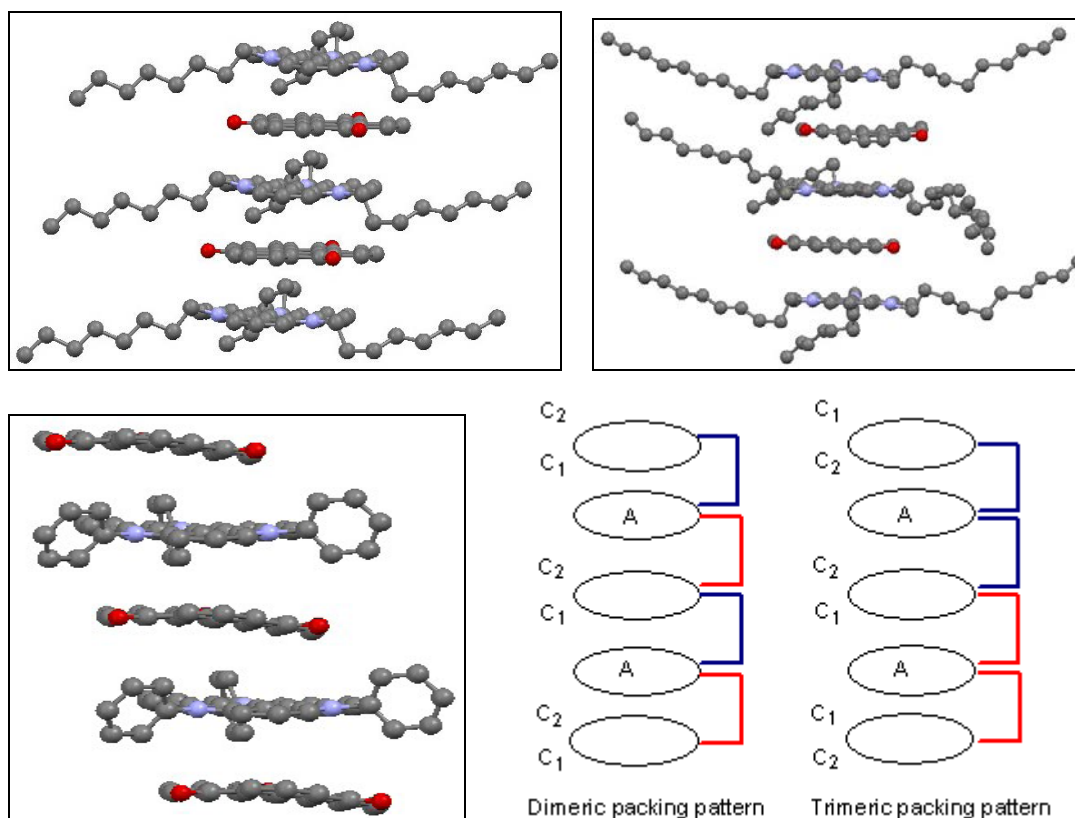 C2 C1
C1 C2
A A
C2 C2
C1 C1
A A
C2 C1
C1 C2
Dimeric packing pattern Trimeric packing pattern